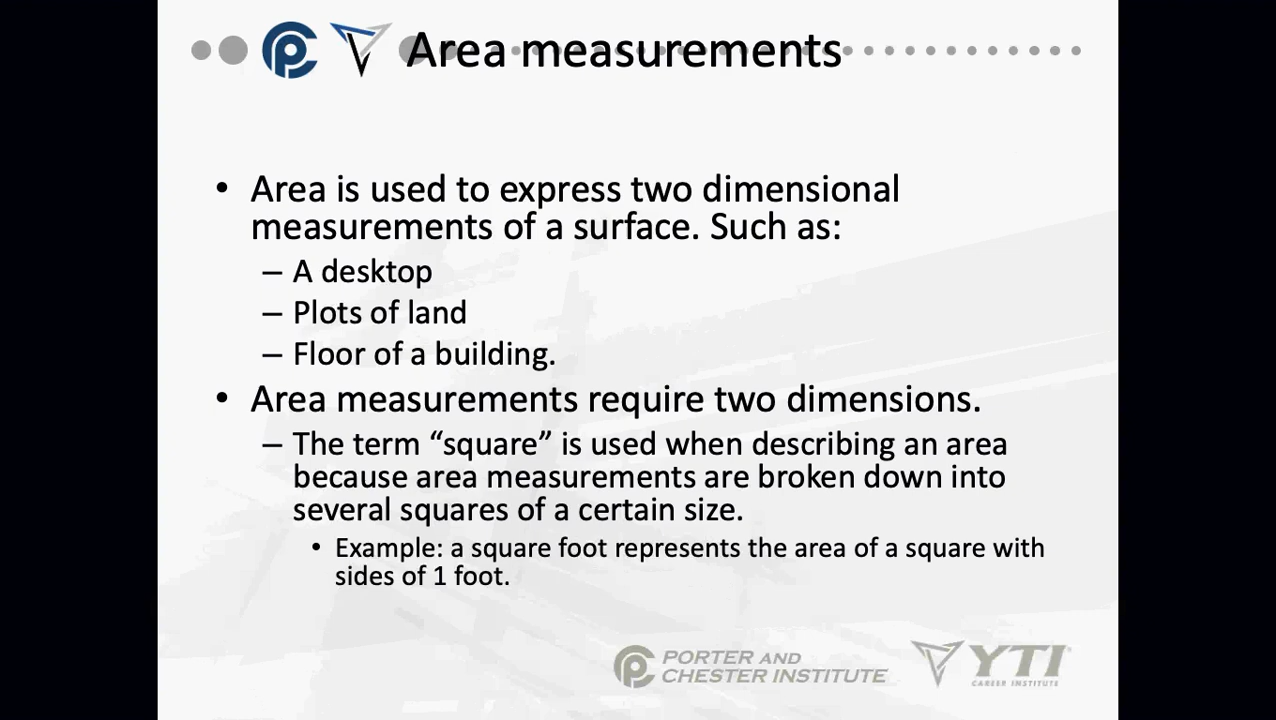 Area measurements
• Area is used to express two dimensional
measurements of a surface. Such as:
– A desktop
– Plots of land
– Floor of a building.
• Area measurements require two dimensions.
– The term “square” is used when describing an area
because area measurements are broken down into
several squares of a certain size.
• Example: a square foot represents the area of a square with
sides of 1 foot.
PORTER AND
CHESTER INSTITUTE
YTI
CAREER INSTITUTE